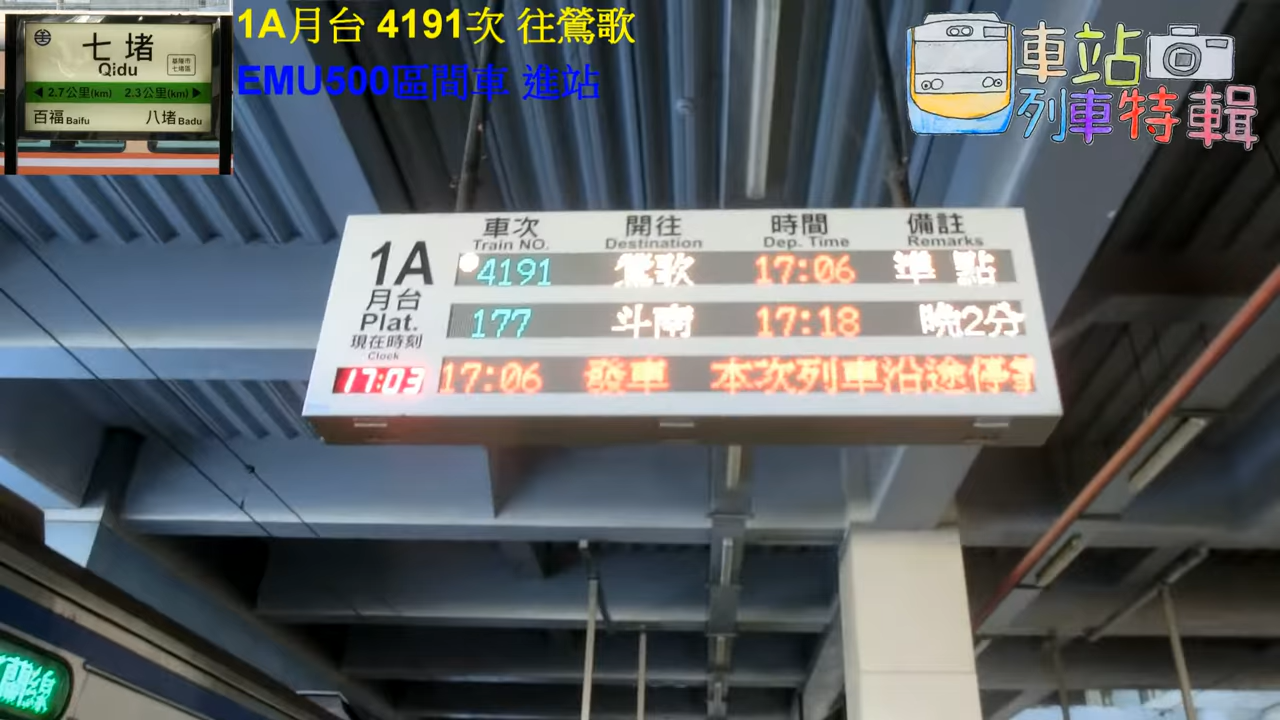 七堵
Qidu
基隆市
七堵區
◀ 2.7公里(km) 2.3公里(km) ▶
百福 Baifu 八堵 Badu
1A月台 4191次 往鶯歌
EMU500區間車 進站
車站
列車特輯
1A
月台
Plat.
現在時刻
Clock
17:03
車次 開往 時間 備註
Train NO. Destination Dep. Time Remarks
4191 鶯歌 17:06 準點
177 斗南 17:18 晚2分
17:06 發車 本次列車沿途停靠
蘭線